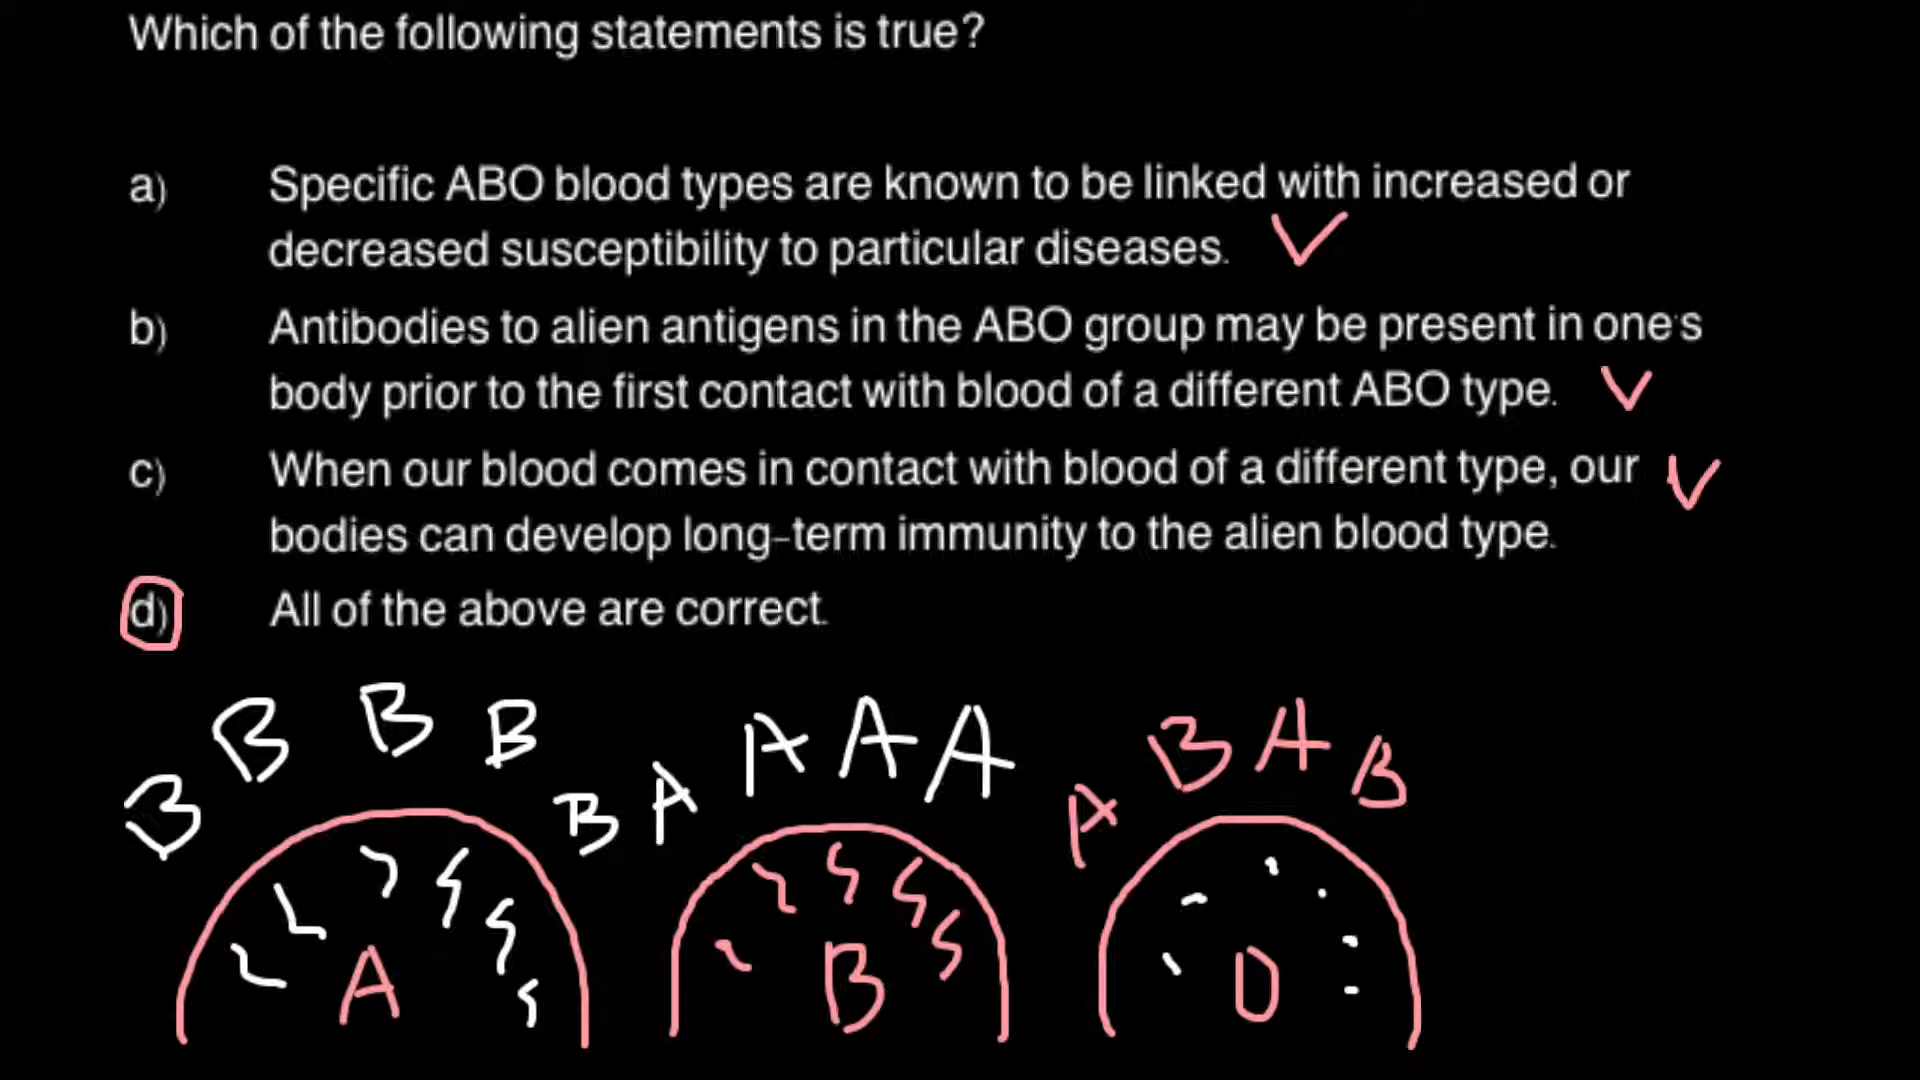 Which of the following statements is true?
a) Specific ABO blood types are known to be linked with increased or
decreased susceptibility to particular diseases.
b) Antibodies to alien antigens in the ABO group may be present in one's
body prior to the first contact with blood of a different ABO type.
c) When our blood comes in contact with blood of a different type, our
bodies can develop long-term immunity to the alien blood type.
d) All of the above are correct.
B B B B B A A A A A B A B
A B O